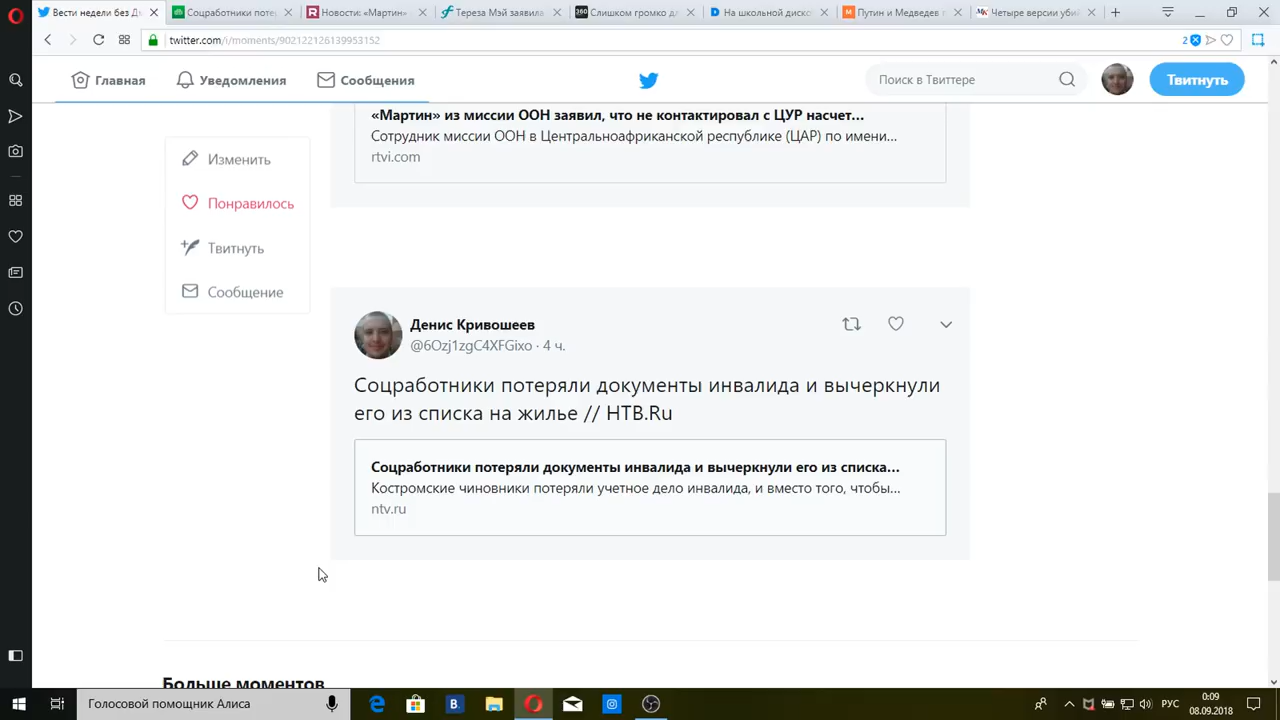 Вести недели без Д
Соцработники потер
Новости: «Мартин»
Тереза Мэй заявила
Слишком громко дл
На школьной диско
Путин и Медведев п
Четыре версии убий
twitter.com/i/moments/902122126139953152
2
Главная
Уведомления
Сообщения
Поиск в Твиттере
Твитнуть
«Мартин» из миссии ООН заявил, что не контактировал с ЦУР насчет...
Сотрудник миссии ООН в Центральноафриканской республике (ЦАР) по имени...
rtvi.com
Изменить
Понравилось
Твитнуть
Сообщение
Денис Кривошеев
@6Ozj1zgC4XFGixo · 4 ч.
Соцработники потеряли документы инвалида и вычеркнули
его из списка на жилье // НТВ.Ru
Соцработники потеряли документы инвалида и вычеркнули его из списка...
Костромские чиновники потеряли учетное дело инвалида, и вместо того, чтобы...
ntv.ru
Больше моментов
Голосовой помощник Алиса
РУС
0:09
08.09.2018